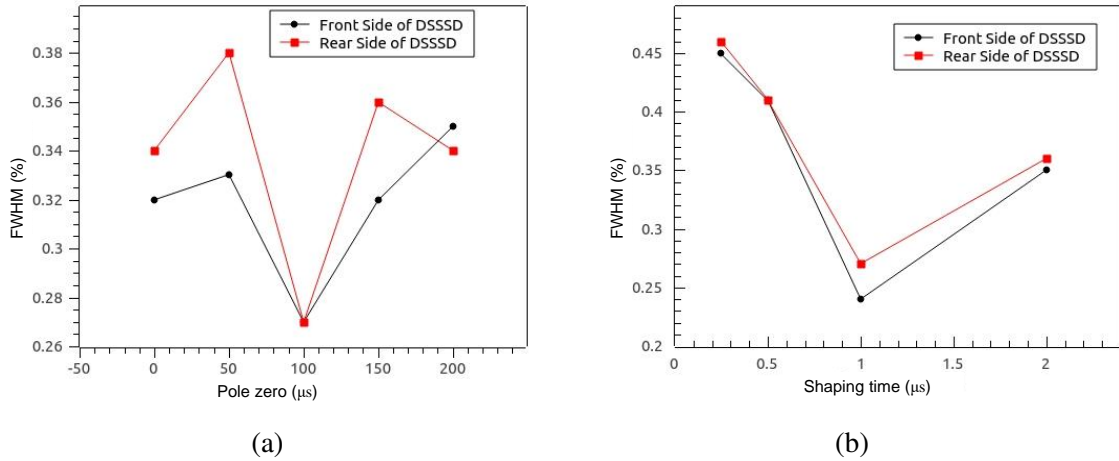 Front Side of DSSSD
Rear Side of DSSSD
0.38
0.36
0.34
0.32
0.3
0.28
0.26
FWHM (%)
-50 0 50 100 150 200
Pole zero (μs)
(a)
Front Side of DSSSD
Rear Side of DSSSD
0.45
0.4
0.35
0.3
0.25
0.2
FWHM (%)
0 0.5 1 1.5 2
Shaping time (μs)
(b)